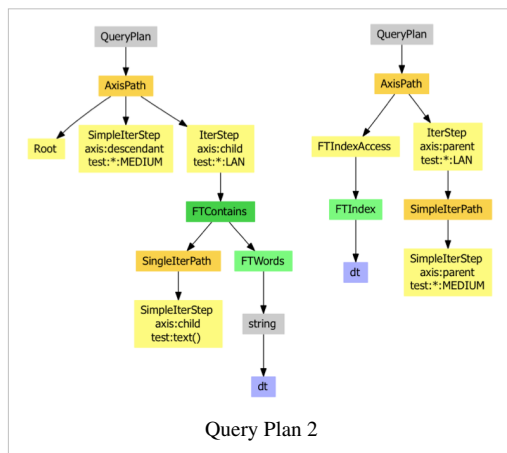 QueryPlan
AxisPath
Root
SimpleIterStep
axis:descendant
test:*:MEDIUM
IterStep
axis:child
test:*:LAN
FTContains
SingleIterPath
FTWords
SimpleIterStep
axis:child
test:text()
string
dt
QueryPlan
AxisPath
FTIndexAccess
IterStep
axis:parent
test:*:LAN
FTIndex
SimpleIterPath
dt
SimpleIterStep
axis:parent
test:*:MEDIUM
Query Plan 2